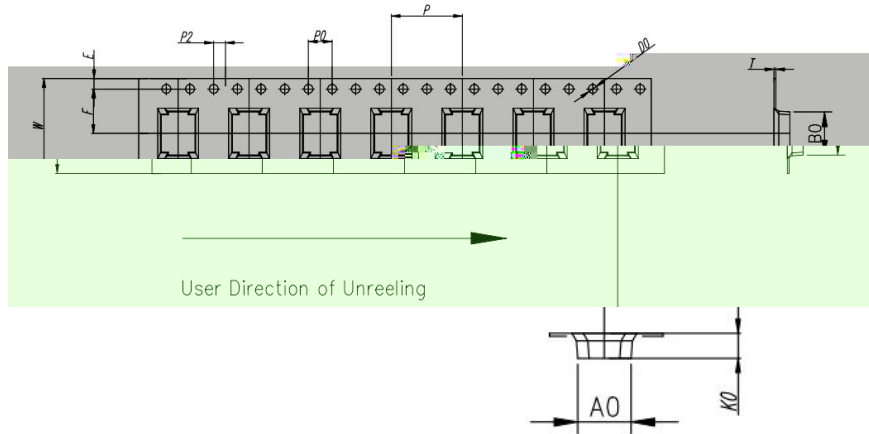 P
P2
P0
D0
E
T
F
W
B0
User Direction of Unreeling
K0
A0